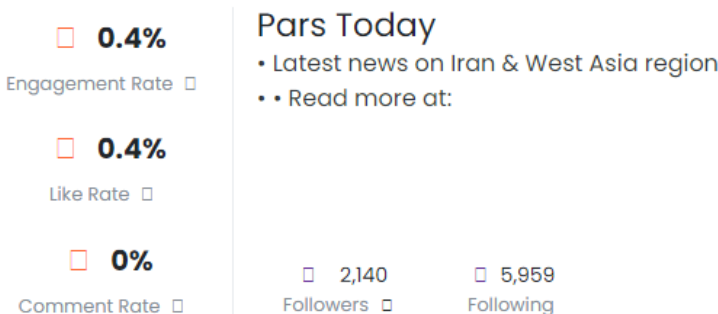 0.4%
Engagement Rate
0.4%
Like Rate
0%
Comment Rate
Pars Today
• Latest news on Iran & West Asia region
• • Read more at:
2,140
Followers
5,959
Following